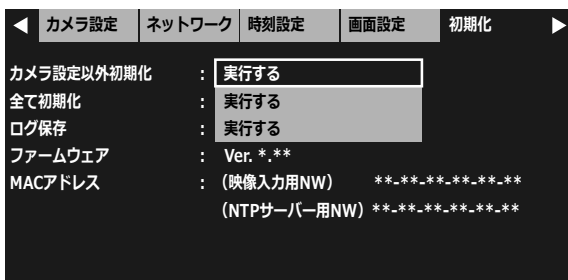 ◀ カメラ設定 ネットワーク 時刻設定 画面設定 初期化 ▶
カメラ設定以外初期化 : 実行する
全て初期化 : 実行する
ログ保存 : 実行する
ファームウェア : Ver. *.**
MACアドレス : (映像入力用NW) **-**-**-**-**-**
(NTPサーバー用NW) **-**-**-**-**-**